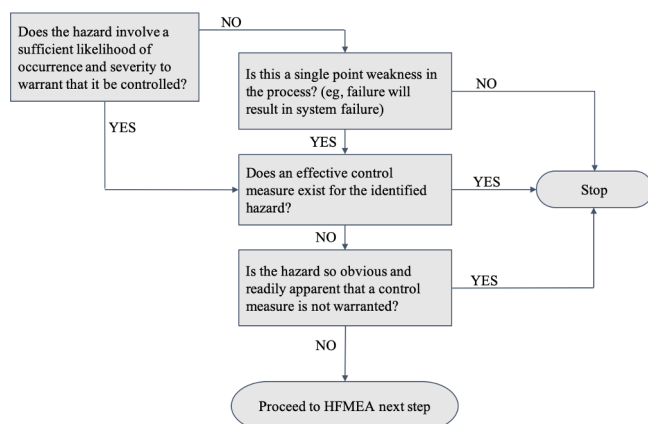 Does the hazard involve a
sufficient likelihood of
occurrence and severity to
warrant that it be controlled?
NO
Is this a single point weakness in
the process? (eg, failure will
result in system failure)
NO
YES
YES
Does an effective control
measure exist for the identified
hazard?
YES
Stop
NO
Is the hazard so obvious and
readily apparent that a control
measure is not warranted?
YES
NO
Proceed to HFMEA next step